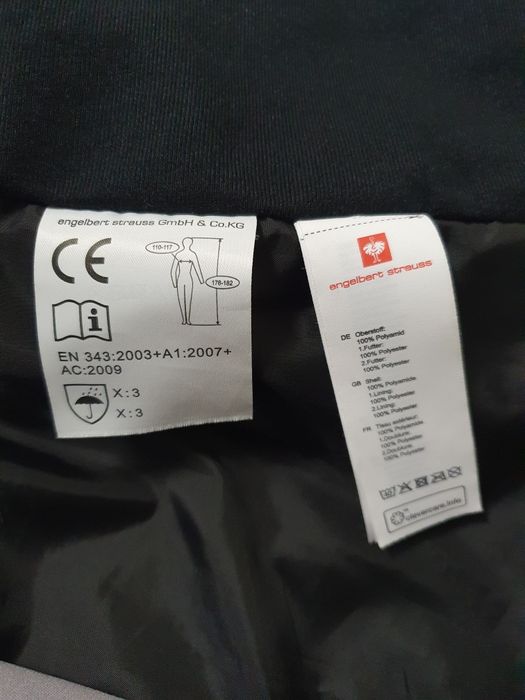 engelbert strauss GmbH & Co.KG
CE
110-117
176-182
i
EN 343:2003+A1:2007+
AC:2009
X:3
X:3
engelbert strauss
DE Oberstoff:
100% Polyamid
1.Futter:
100% Polyester
2.Futter:
100% Polyester
GB Shell:
100% Polyamide.
1.Lining:
100% Polyester
2.Lining:
100% Polyester
FR Tissu extérieur:
100% Polyamide.
1.Doublure:
100% Polyester
2.Doublure:
100% Polyester
40
clevercare.info